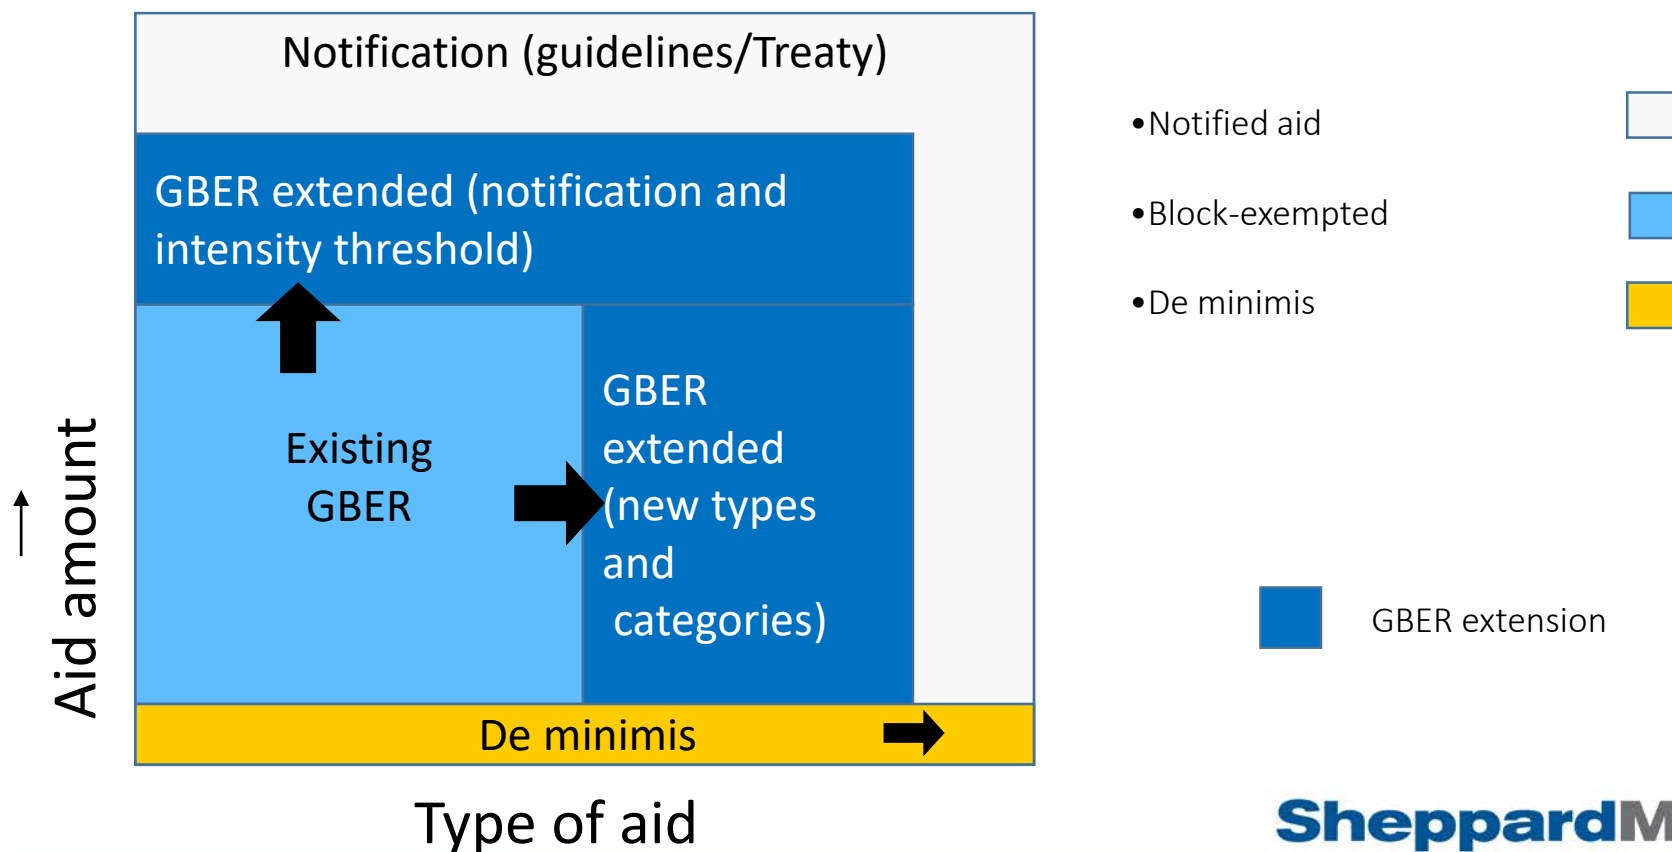 Notification (guidelines/Treaty)
GBER extended (notification and
intensity threshold)
Existing
GBER
GBER
extended
(new types
and
categories)
De minimis
Aid amount
Type of aid
•Notified aid
•Block-exempted
•De minimis
GBER extension
SheppardM